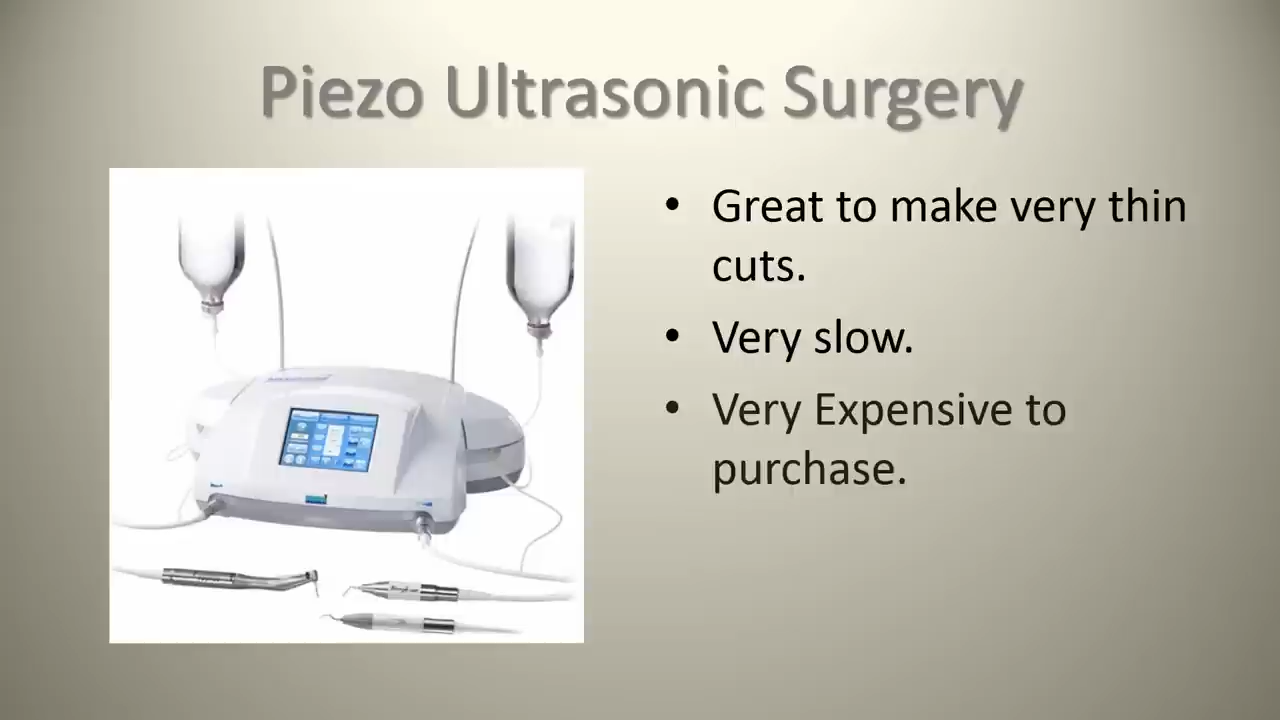 Piezo Ultrasonic Surgery
• Great to make very thin
cuts.
• Very slow.
• Very Expensive to
purchase.